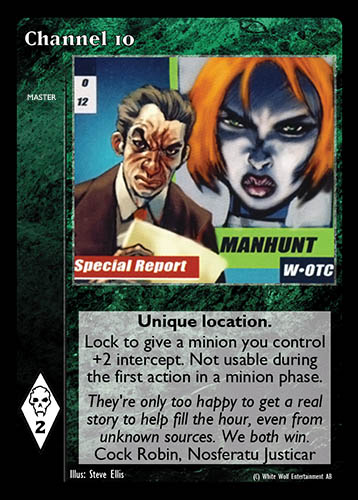 Channel 10
MASTER
0
12
MANHUNT
Special Report
W-OTC
Unique location.
Lock to give a minion you control
+2 intercept. Not usable during
the first action in a minion phase.
They're only too happy to get a real
story to help fill the hour, even from
unknown sources. We both win.
Cock Robin, Nosferatu Justicar
2
Illus: Steve Ellis
(C) White Wolf Entertainment AB